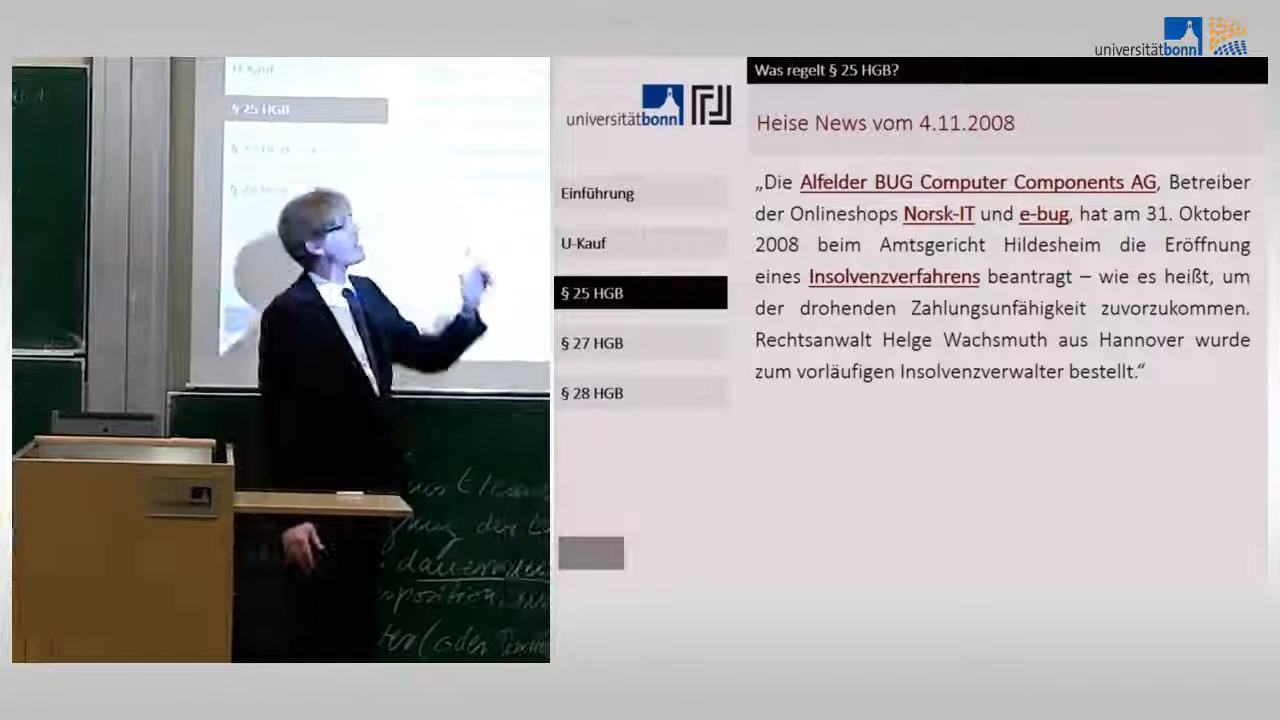 universitätbonn
Was regelt § 25 HGB?
U-Kauf
§ 25 HGB
universitätbonn
Heise News vom 4.11.2008
Einführung
U-Kauf
§ 25 HGB
§ 27 HGB
§ 28 HGB
„Die Alfelder BUG Computer Components AG, Betreiber
der Onlineshops Norsk-IT und e-bug, hat am 31. Oktober
2008 beim Amtsgericht Hildesheim die Eröffnung
eines Insolvenzverfahrens beantragt – wie es heißt, um
der drohenden Zahlungsunfähigkeit zuvorzukommen.
Rechtsanwalt Helge Wachsmuth aus Hannover wurde
zum vorläufigen Insolvenzverwalter bestellt.“
(oder